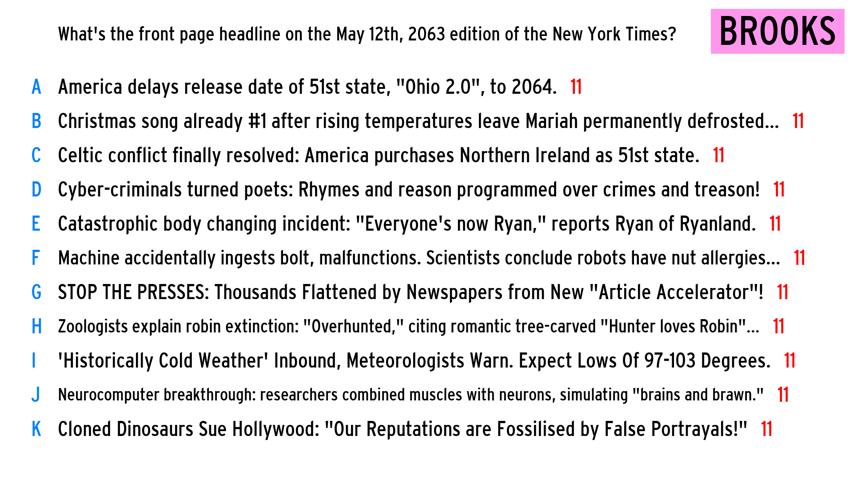 What's the front page headline on the May 12th, 2063 edition of the New York Times?
BROOKS
A America delays release date of 51st state, "Ohio 2.0", to 2064. 11
B Christmas song already #1 after rising temperatures leave Mariah permanently defrosted... 11
C Celtic conflict finally resolved: America purchases Northern Ireland as 51st state. 11
D Cyber-criminals turned poets: Rhymes and reason programmed over crimes and treason! 11
E Catastrophic body changing incident: "Everyone's now Ryan," reports Ryan of Ryanland. 11
F Machine accidentally ingests bolt, malfunctions. Scientists conclude robots have nut allergies... 11
G STOP THE PRESSES: Thousands Flattened by Newspapers from New "Article Accelerator"! 11
H Zoologists explain robin extinction: "Overhunted," citing romantic tree-carved "Hunter loves Robin"... 11
I 'Historically Cold Weather' Inbound, Meteorologists Warn. Expect Lows Of 97-103 Degrees. 11
J Neurocomputer breakthrough: researchers combined muscles with neurons, simulating "brains and brawn." 11
K Cloned Dinosaurs Sue Hollywood: "Our Reputations are Fossilised by False Portrayals!" 11